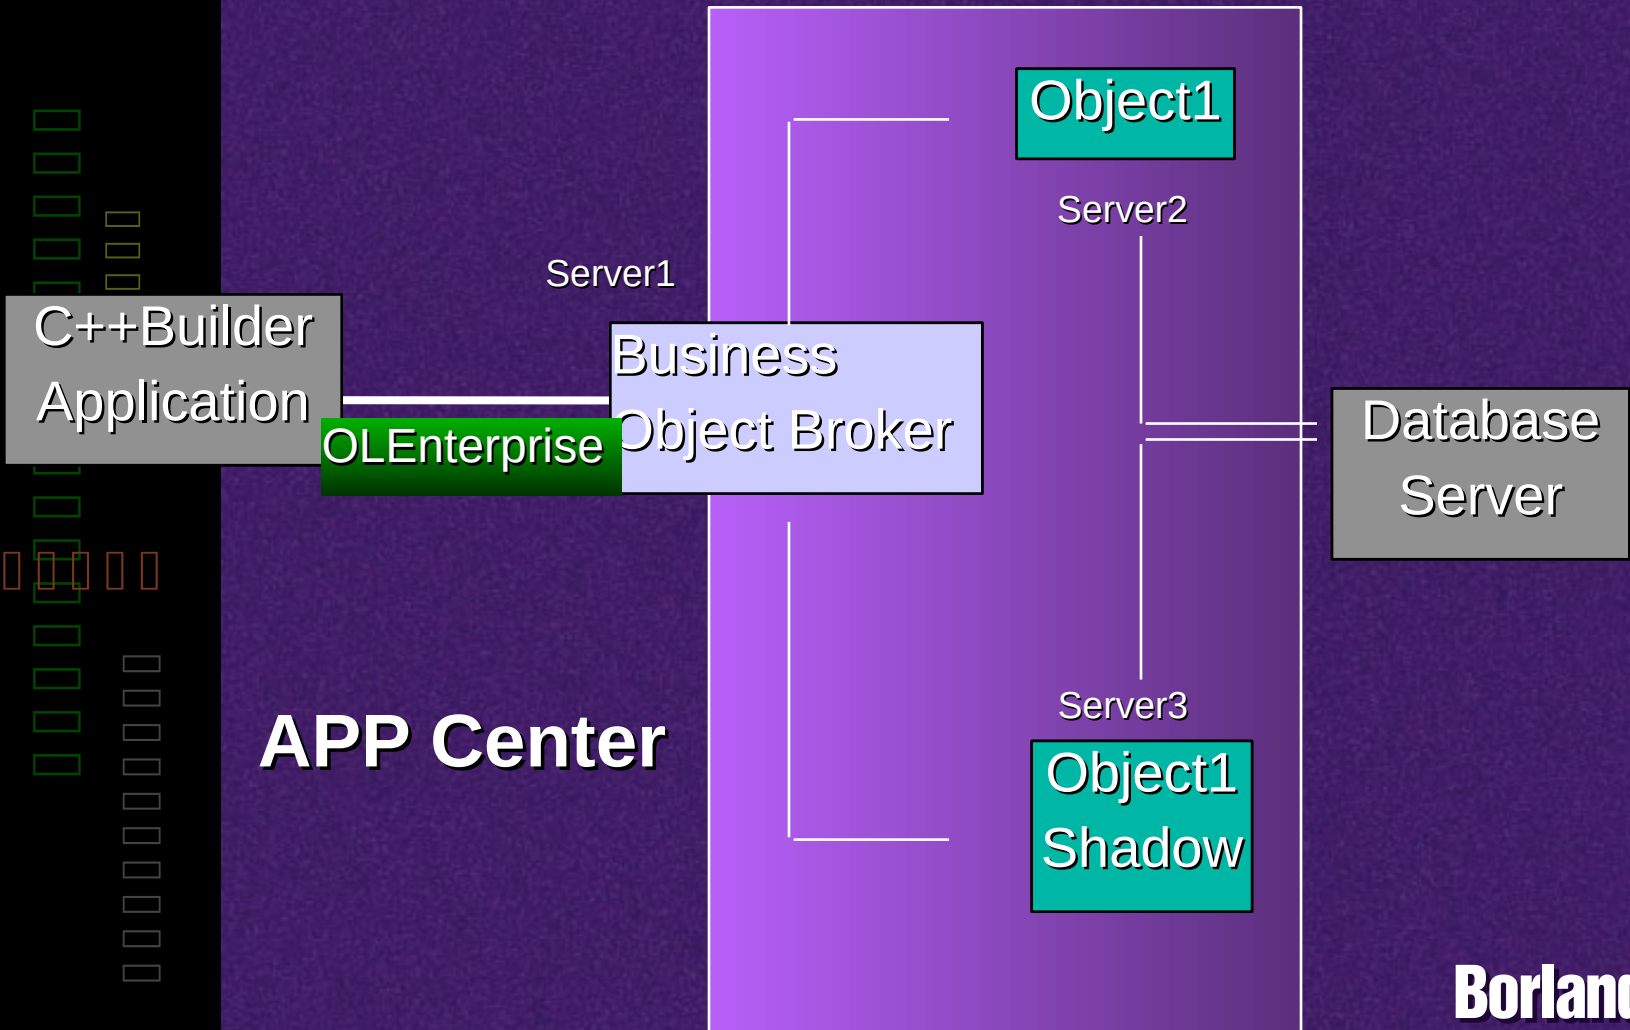 Object1
Server2
Server1
C++Builder
Application
OLEnterprise
Business
Object Broker
Database
Server
Server3
APP Center
Object1
Shadow
Borland